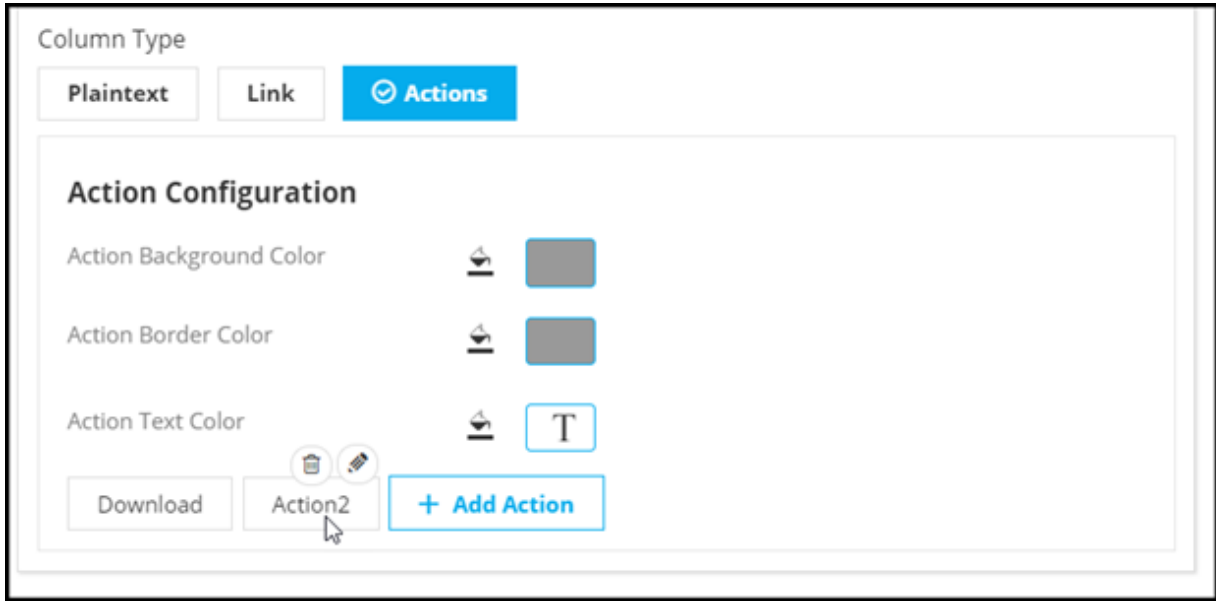 Column Type
Plaintext Link Actions
Action Configuration
Action Background Color
Action Border Color
Action Text Color T
Download Action2 + Add Action